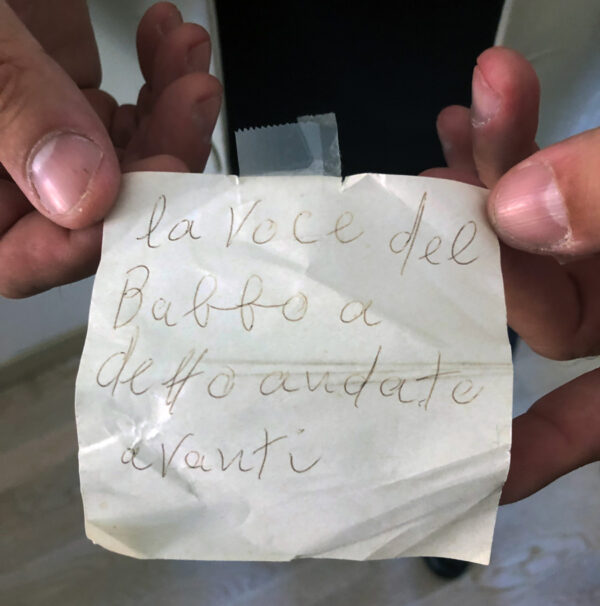 la Voce del
Babbo a
detto andate
avanti